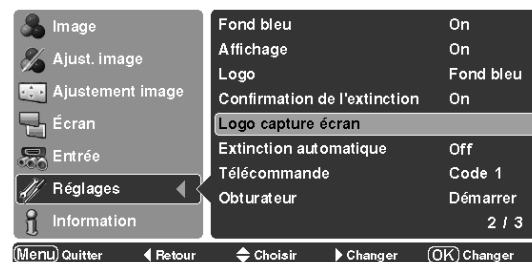 Image
Ajust. image
Ajustement image
Écran
Entrée
Réglages
Information
Fond bleu On
Affichage On
Logo Fond bleu
Confirmation de l'extinction On
Logo capture écran
Extinction automatique Off
Télécommande Code 1
Obturateur Démarrer
2 / 3
Menu Quitter Retour Choisir Changer OK Changer